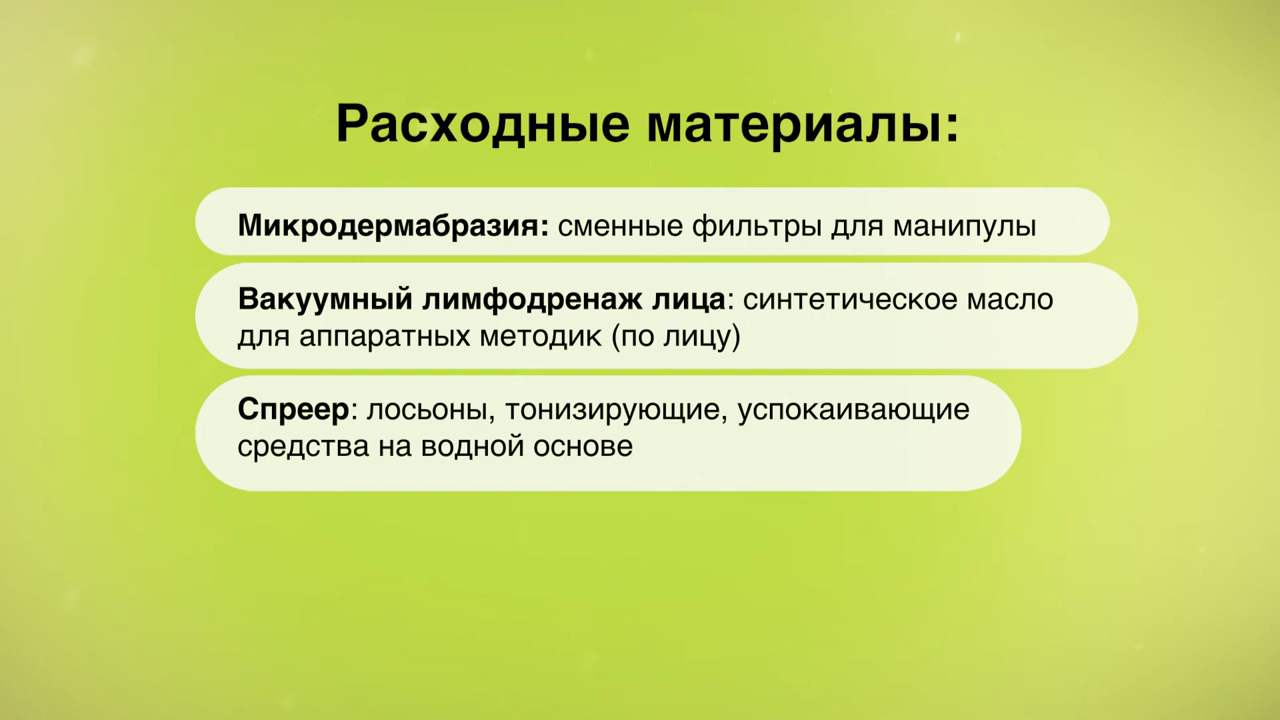 Расходные материалы:
Микродермабразия: сменные фильтры для манипулы
Вакуумный лимфодренаж лица: синтетическое масло
для аппаратных методик (по лицу)
Спреер: лосьоны, тонизирующие, успокаивающие
средства на водной основе